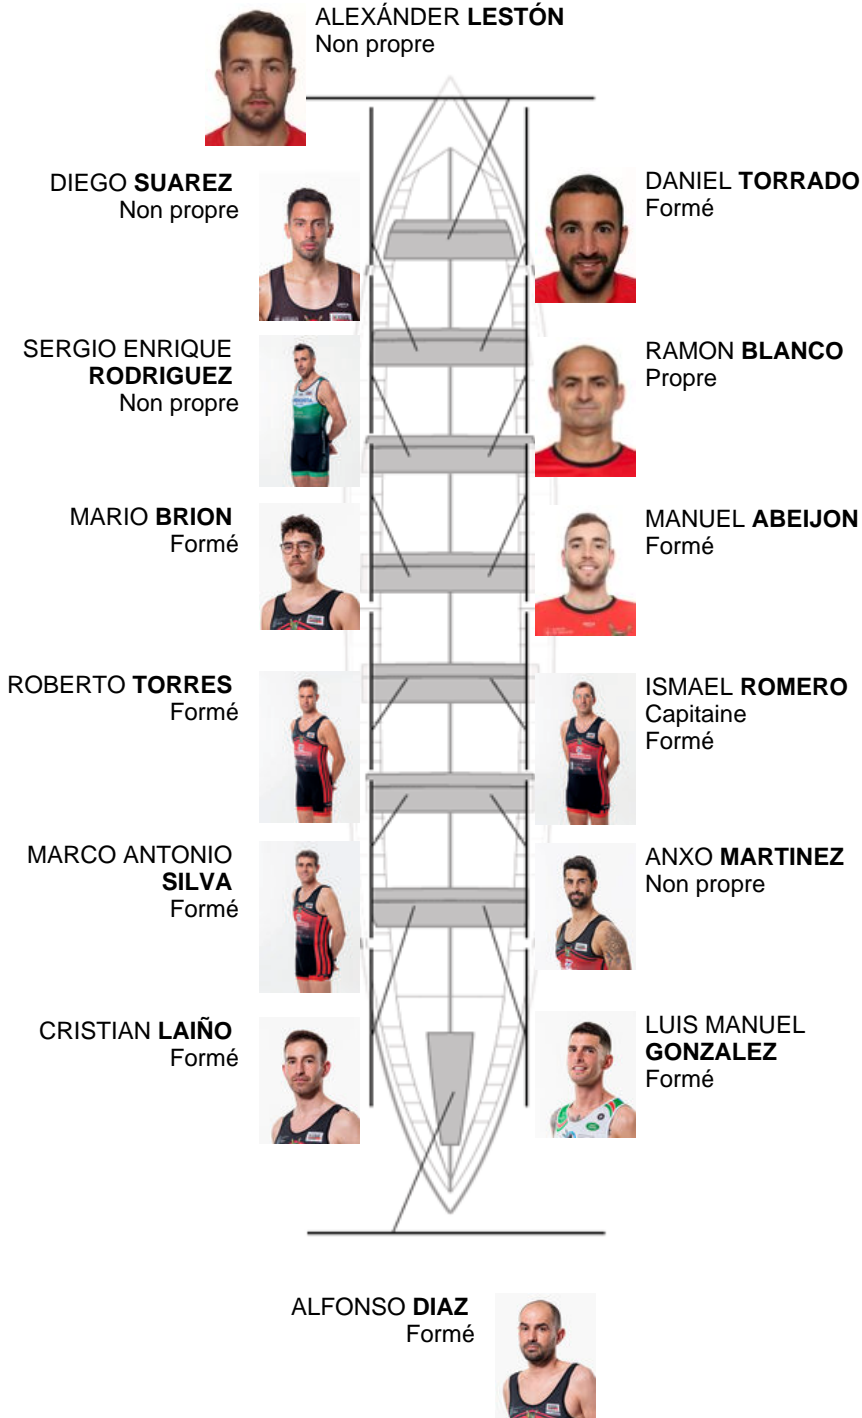 ALEXÁNDER LESTÓN
Non propre
DIEGO SUAREZ
Non propre
DANIEL TORRADO
Formé
SERGIO ENRIQUE
RODRIGUEZ
Non propre
RAMON BLANCO
Propre
MARIO BRION
Formé
MANUEL ABEIJON
Formé
ROBERTO TORRES
Formé
ISMAEL ROMERO
Capitaine
Formé
MARCO ANTONIO
SILVA
Formé
ANXO MARTINEZ
Non propre
CRISTIAN LAIÑO
Formé
LUIS MANUEL
GONZALEZ
Formé
ALFONSO DIAZ
Formé